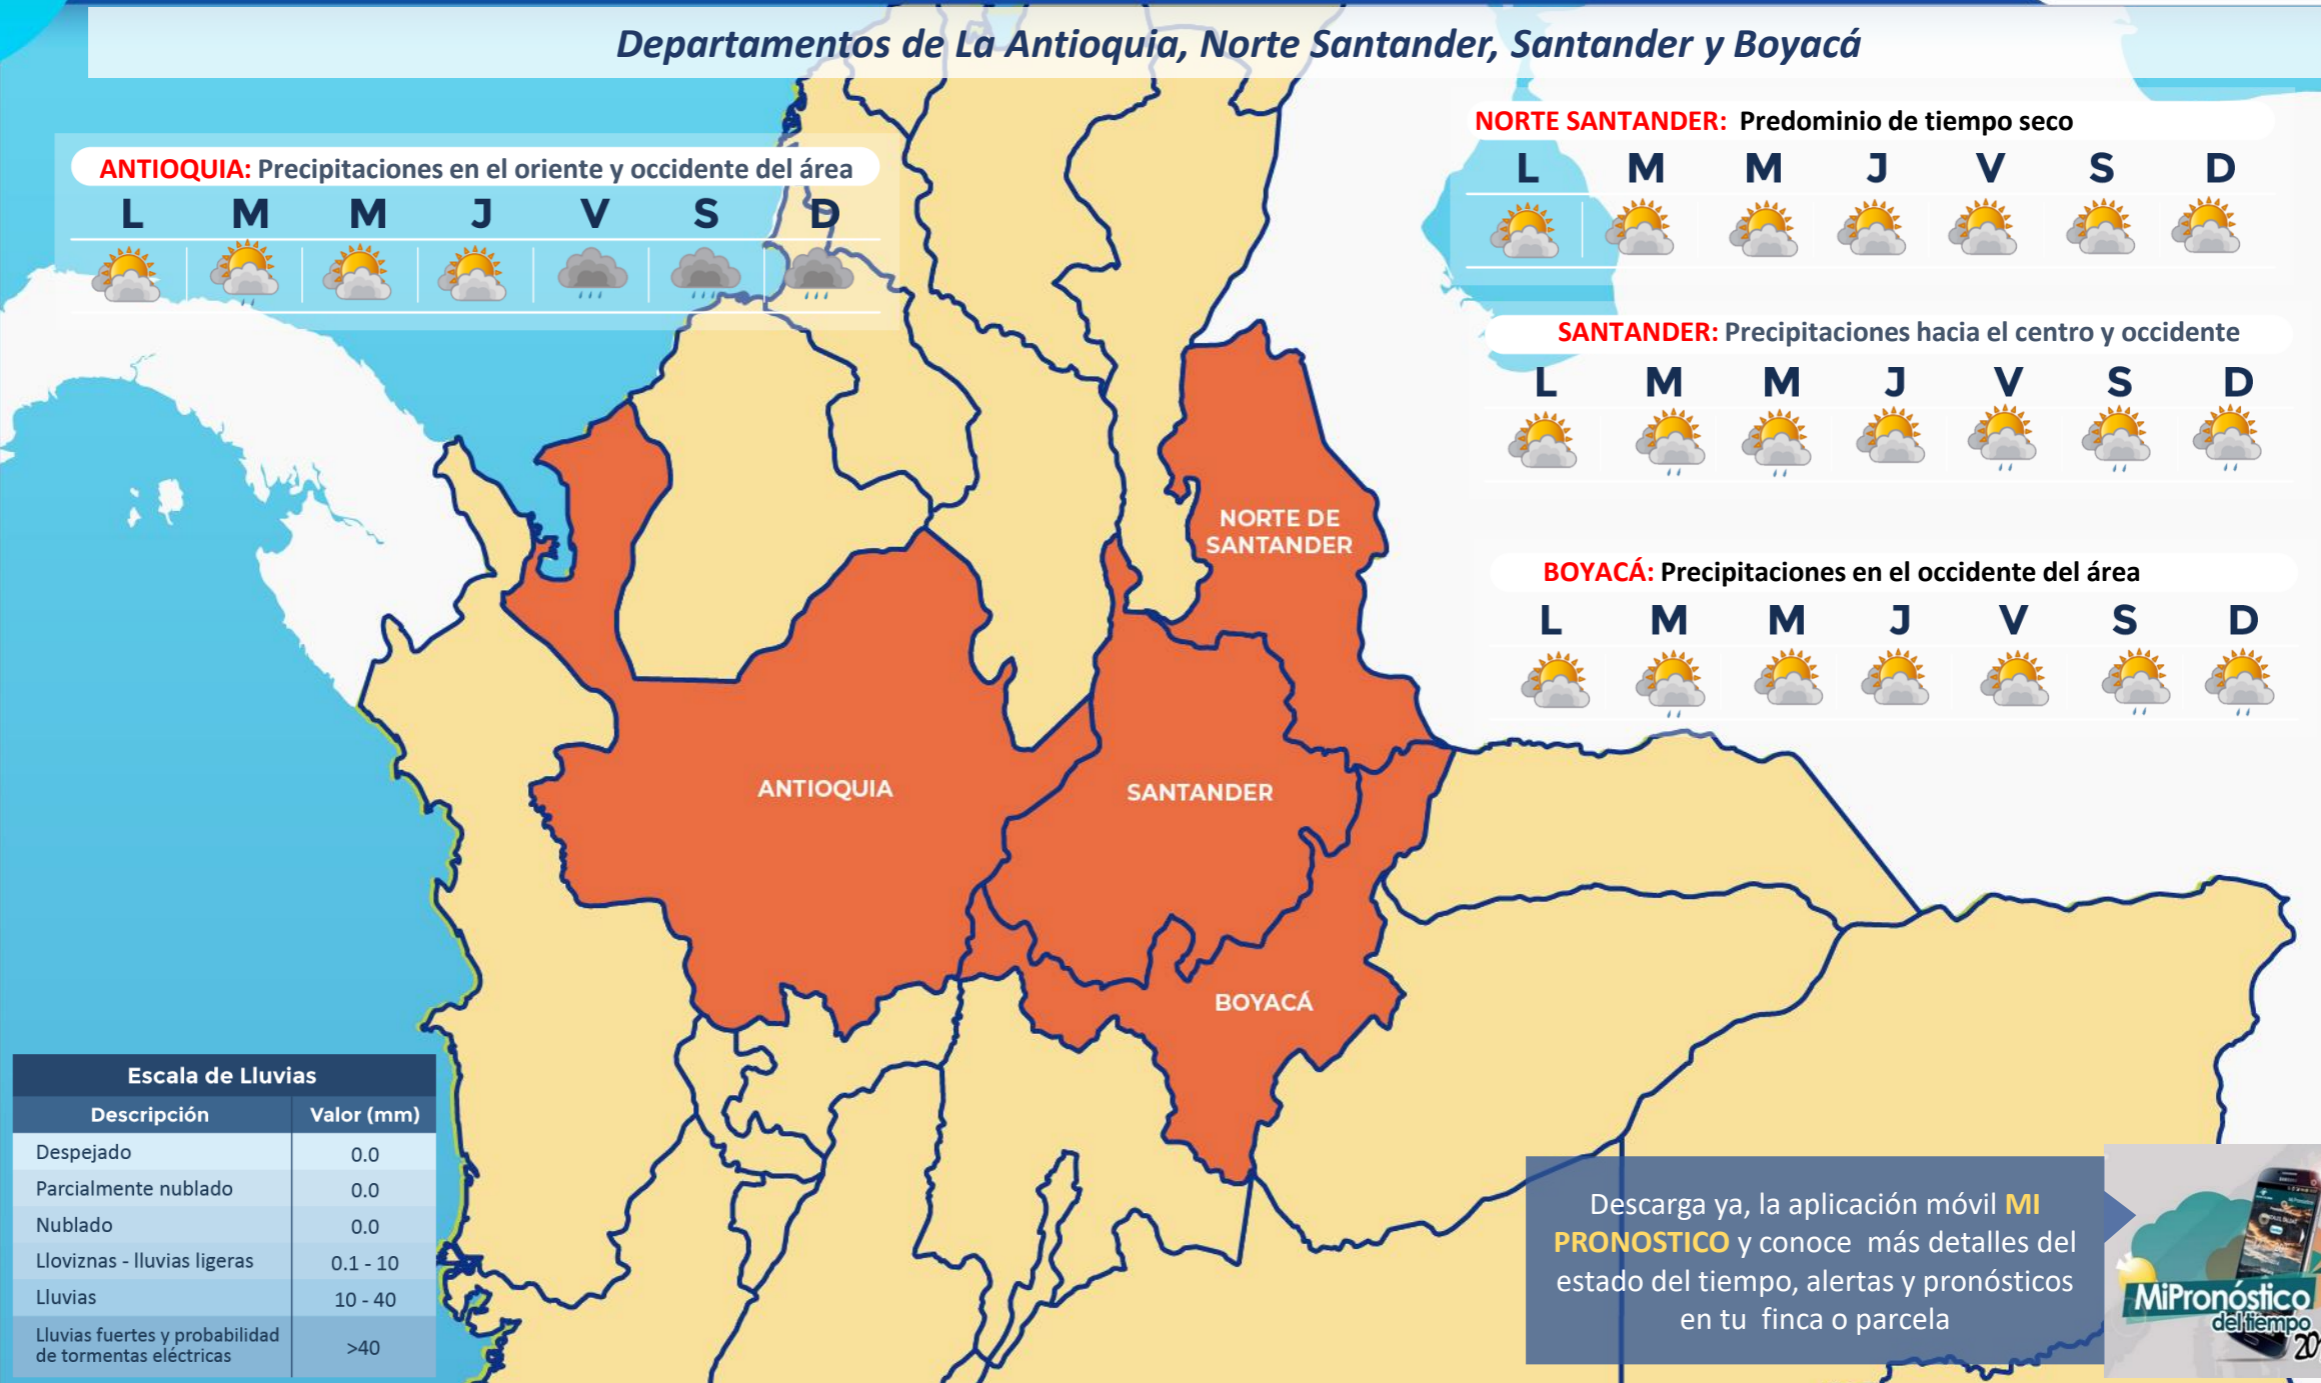 Departamentos de La Antioquia, Norte Santander, Santander y Boyacá
ANTIOQUIA: Precipitaciones en el oriente y occidente del área
L M M J V S D
NORTE SANTANDER: Predominio de tiempo seco
L M M J V S D
SANTANDER: Precipitaciones hacia el centro y occidente
L M M J V S D
BOYACÁ: Precipitaciones en el occidente del área
L M M J V S D
NORTE DE
SANTANDER
ANTIOQUIA
SANTANDER
BOYACÁ
Escala de Lluvias
Descripción Valor (mm)
Despejado 0.0
Parcialmente nublado 0.0
Nublado 0.0
Lloviznas - lluvias ligeras 0.1 - 10
Lluvias 10 - 40
Lluvias fuertes y probabilidad
de tormentas eléctricas >40
Descarga ya, la aplicación móvil MI
PRONOSTICO y conoce más detalles del
estado del tiempo, alertas y pronósticos
en tu finca o parcela
MiPronóstico
del tiempo